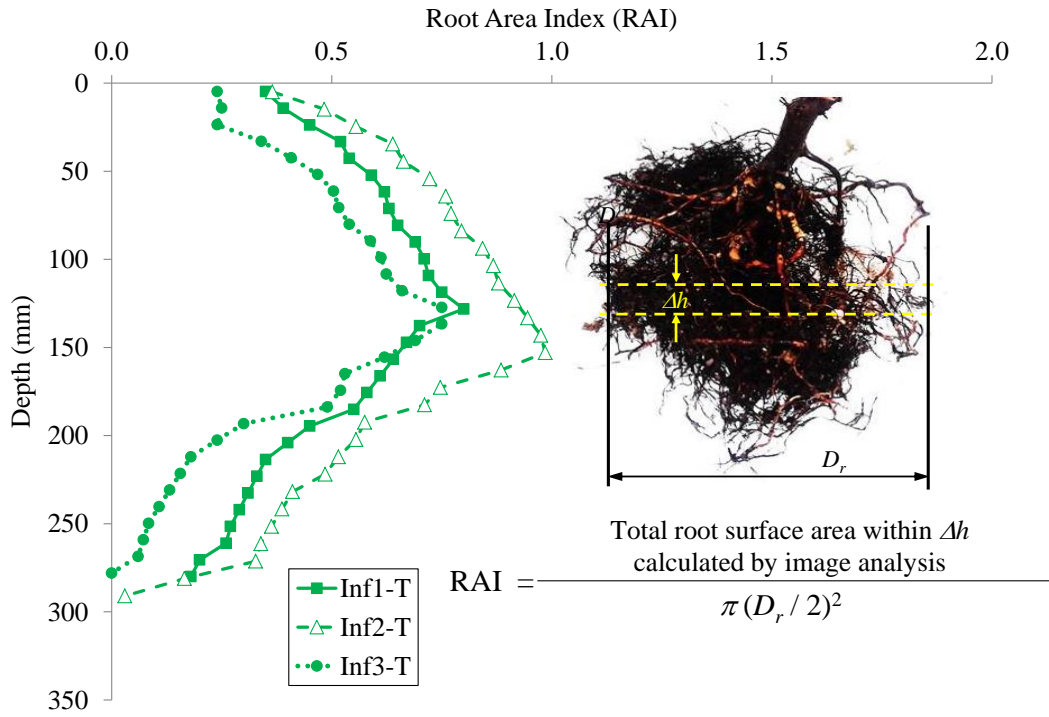 Root Area Index (RAI)
0.0 0.5 1.0 1.5 2.0
Depth (mm)
0
50
100
150
200
250
300
350
D
Δh
D_r
Inf1-T
Inf2-T
Inf3-T
Total root surface area within Δh
calculated by image analysis
RAI =
π (D_r / 2)²